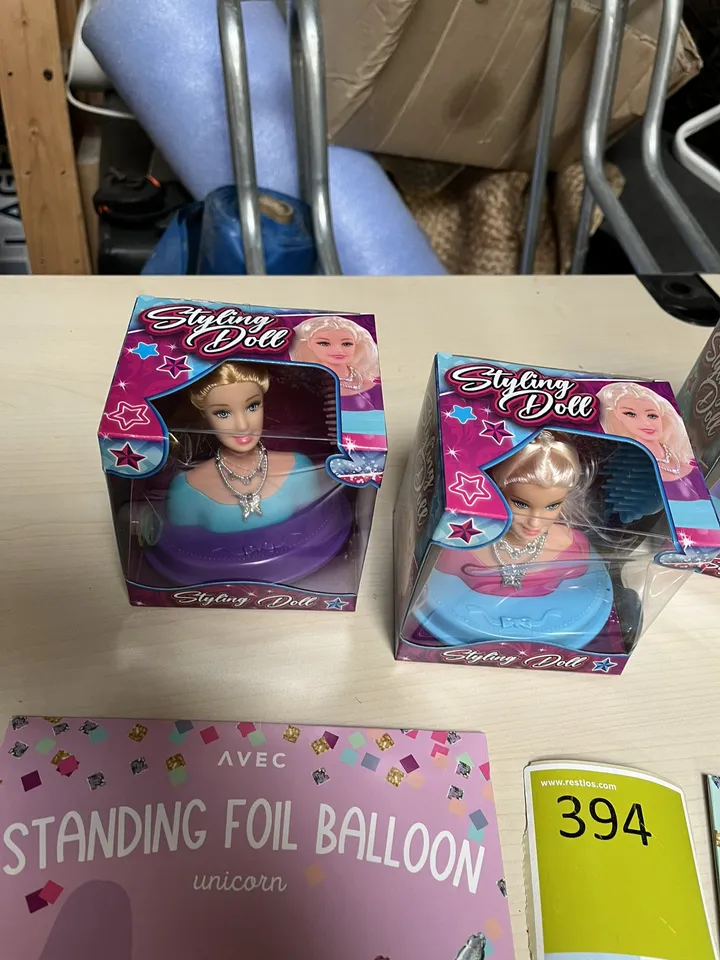 Styling
Doll
Styling Doll
Styling
Doll
Styling Doll
AVEC
STANDING FOIL BALLOON
unicorn
www.restlos.com
394